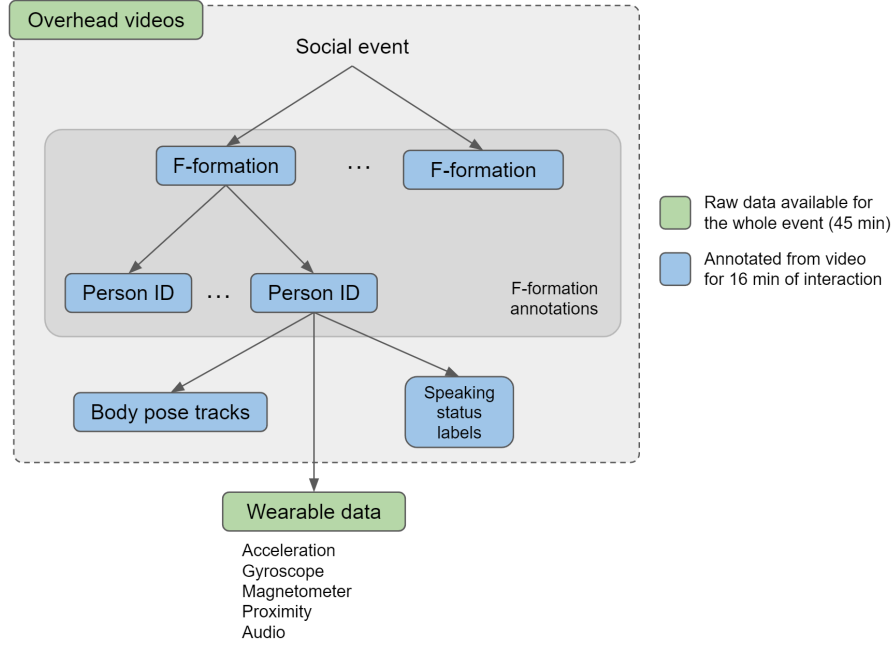 Overhead videos
Social event
F-formation
...
F-formation
Person ID
...
Person ID
F-formation
annotations
Body pose tracks
Speaking
status
labels
Wearable data
Acceleration
Gyroscope
Magnetometer
Proximity
Audio
Raw data available for
the whole event (45 min)
Annotated from video
for 16 min of interaction